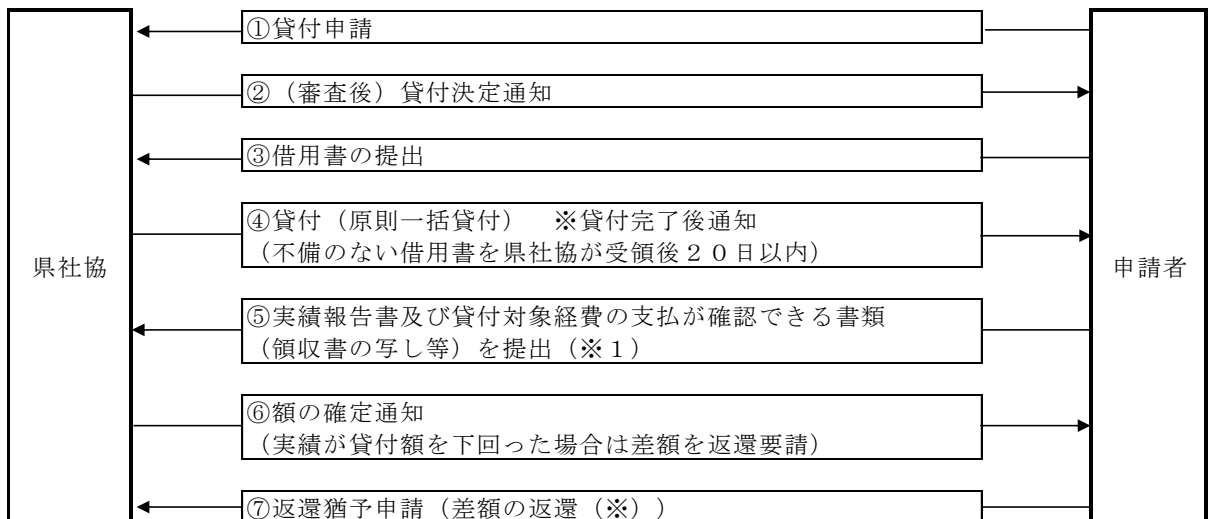 ①貸付申請
②（審査後）貸付決定通知
③借用書の提出
④貸付（原則一括貸付）　※貸付完了後通知
（不備のない借用書を県社協が受領後２０日以内）
県社協
申請者
⑤実績報告書及び貸付対象経費の支払が確認できる書類
（領収書の写し等）を提出（※１）
⑥額の確定通知
（実績が貸付額を下回った場合は差額を返還要請）
⑦返還猶予申請（差額の返還（※））